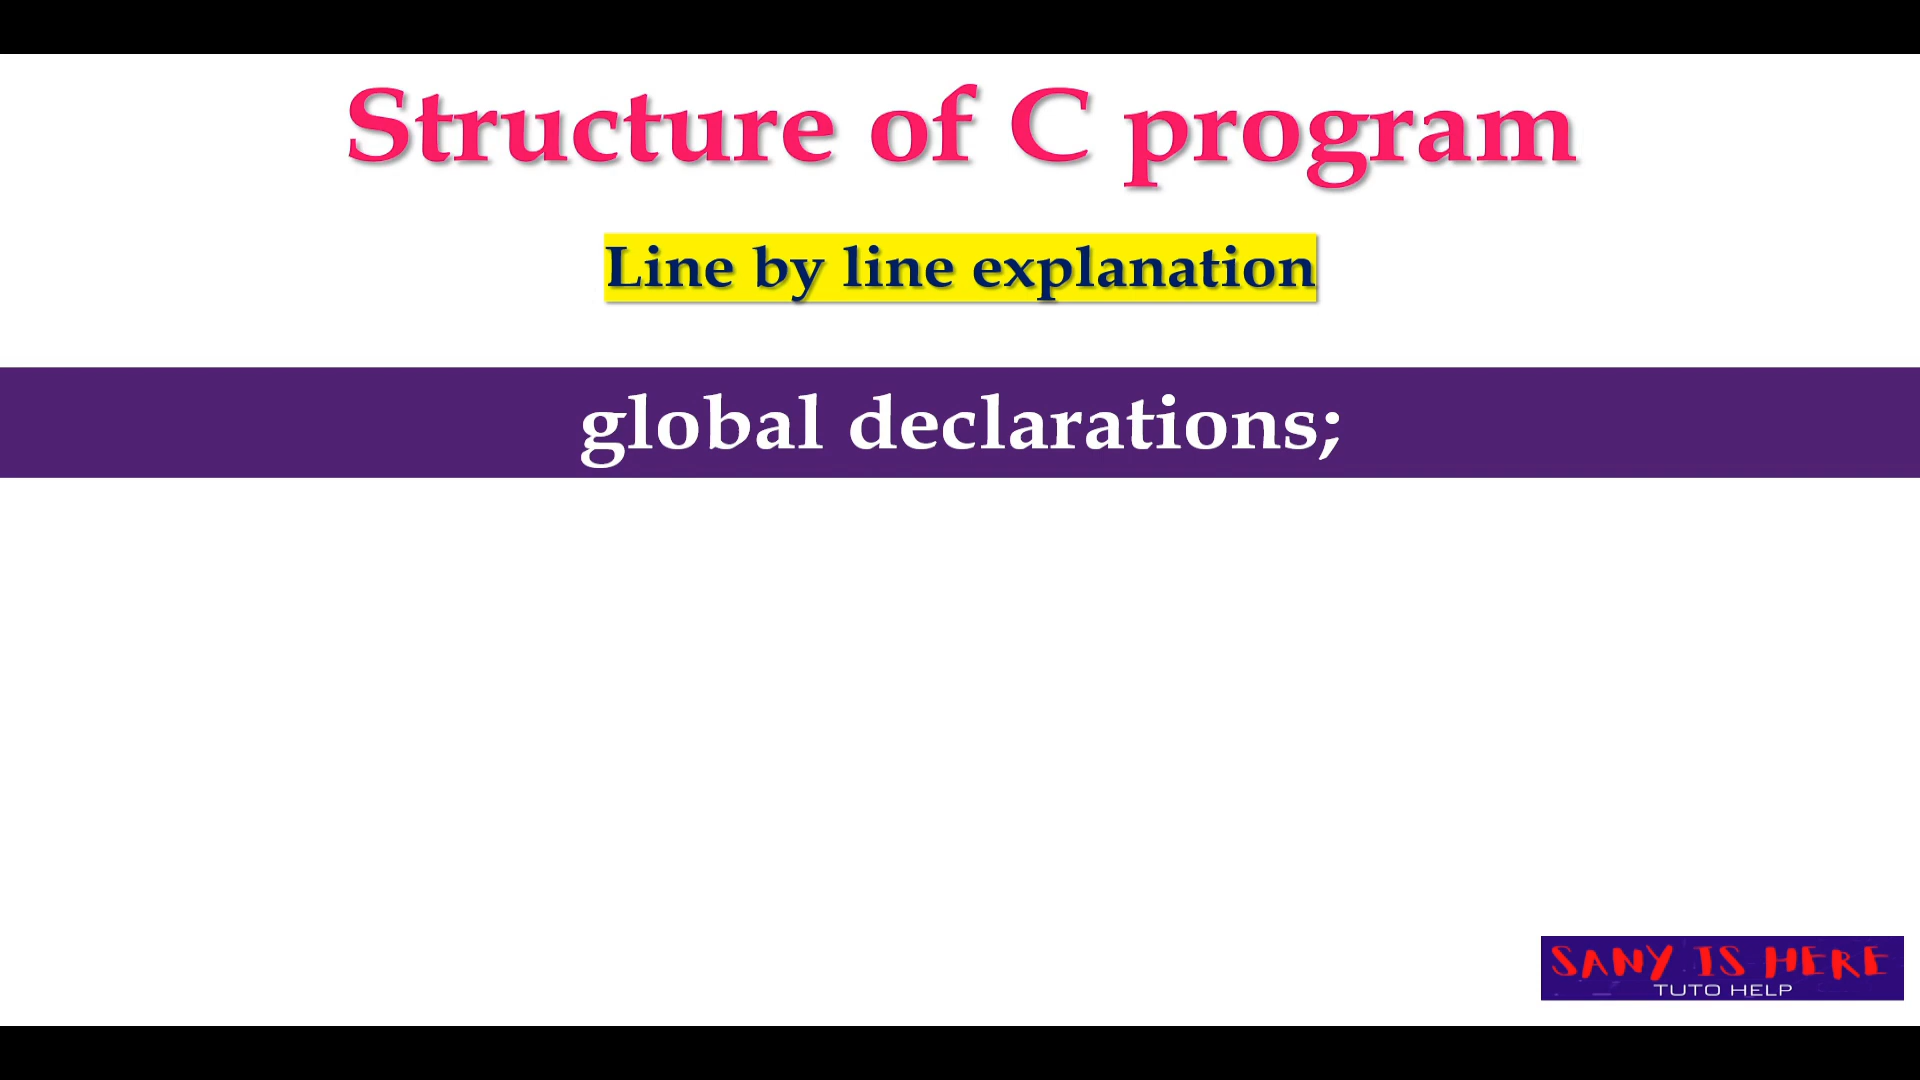 Structure of C program
Line by line explanation
global declarations;
SANY IS HERE
TUTO HELP